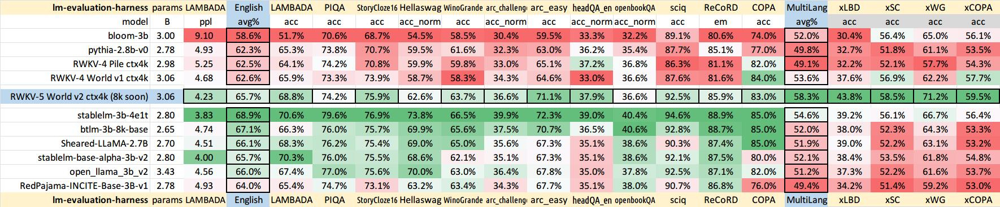 lm-evaluation-harness params LAMBADA English LAMBADA PIQA StoryCloze16 Hellaswag WinoGrande arc_challeng arc_easy headQA_en openbookQA sciq ReCoRD COPA MultiLang xLBD xSC xWG xCOPA
model B ppl avg% acc acc acc acc_norm acc acc_norm acc acc_norm acc_norm acc em acc avg% acc acc acc acc
bloom-3b 3.00 9.10 58.6% 51.7% 70.6% 68.7% 54.5% 58.5% 30.4% 59.5% 33.3% 32.2% 89.1% 80.6% 74.0% 52.0% 30.4% 56.4% 65.0% 56.1%
pythia-2.8b-v0 2.78 4.93 62.3% 65.3% 73.8% 70.7% 59.5% 61.6% 32.3% 63.0% 36.2% 35.4% 87.7% 85.1% 77.0% 49.8% 32.7% 51.8% 61.1% 53.5%
RWKV-4 Pile ctx4k 2.98 5.25 62.5% 64.1% 74.2% 70.8% 59.9% 59.8% 33.0% 65.1% 37.2% 36.8% 86.3% 81.1% 82.0% 49.1% 32.2% 52.1% 57.7% 54.3%
RWKV-4 World v1 ctx4k 3.06 4.68 62.6% 65.9% 73.3% 73.9% 58.7% 58.3% 34.3% 64.6% 33.0% 36.6% 87.6% 81.6% 84.0% 53.6% 37.6% 56.9% 62.2% 57.7%
RWKV-5 World v2 ctx4k (8k soon) 3.06 4.23 65.7% 68.8% 74.2% 75.9% 62.6% 63.7% 36.6% 71.1% 37.9% 36.6% 92.5% 85.9% 83.0% 58.3% 43.8% 58.5% 71.2% 59.5%
stablelm-3b-4e1t 2.80 3.83 68.9% 70.6% 79.6% 76.9% 73.8% 66.5% 39.9% 72.3% 39.0% 40.4% 94.6% 88.9% 85.0% 54.6% 39.2% 56.1% 66.7% 56.4%
btlm-3b-8k-base 2.65 4.74 67.1% 66.3% 76.0% 75.7% 69.9% 65.6% 37.5% 70.7% 36.5% 40.6% 92.8% 88.7% 85.0% 52.0% 38.0% 52.3% 64.3% 53.3%
Sheared-LLaMA-2.7B 2.70 4.51 66.1% 68.3% 76.2% 75.4% 69.0% 65.0% 35.6% 67.3% 35.1% 38.6% 90.3% 87.4% 85.0% 51.9% 39.0% 52.2% 63.1% 53.2%
stablelm-base-alpha-3b-v2 2.80 4.00 65.7% 70.3% 76.0% 75.5% 68.6% 62.1% 35.1% 67.3% 35.1% 38.6% 92.1% 87.5% 80.0% 52.1% 38.4% 53.5% 61.8% 54.8%
open_llama_3b_v2 3.43 4.56 66.0% 67.4% 77.0% 75.6% 70.0% 63.0% 36.4% 67.8% 35.0% 37.8% 92.5% 87.1% 82.0% 51.2% 37.3% 52.2% 61.6% 53.7%
RedPajama-INCITE-Base-3B-v1 2.78 4.93 64.0% 65.4% 74.7% 73.1% 63.2% 63.4% 34.3% 67.7% 35.1% 38.0% 90.7% 86.8% 76.0% 49.4% 34.2% 51.4% 59.2% 53.0%
lm-evaluation-harness params LAMBADA English LAMBADA PIQA StoryCloze16 Hellaswag WinoGrande arc_challeng arc_easy headQA_en openbookQA sciq ReCoRD COPA MultiLang xLBD xSC xWG xCOPA